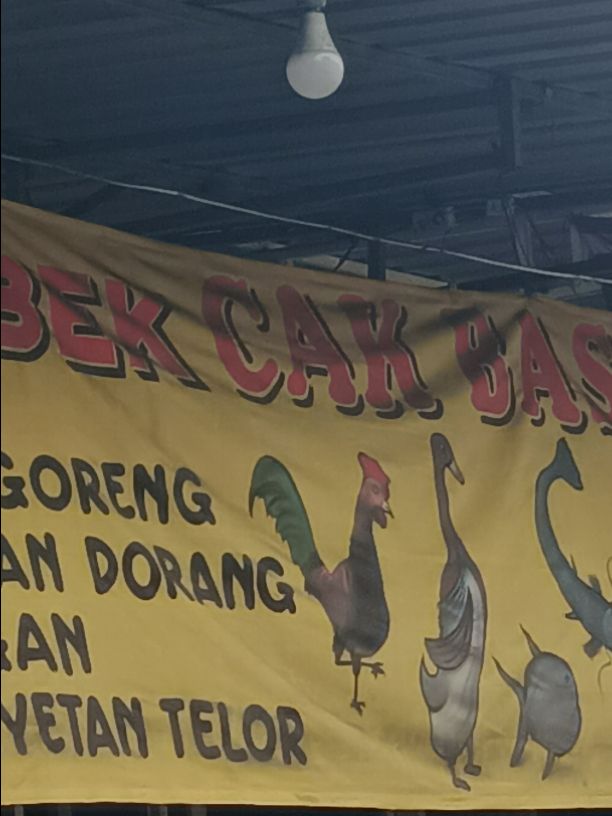 BEK CAK BAS
GORENG
AN DORANG
AN
YETAN TELOR